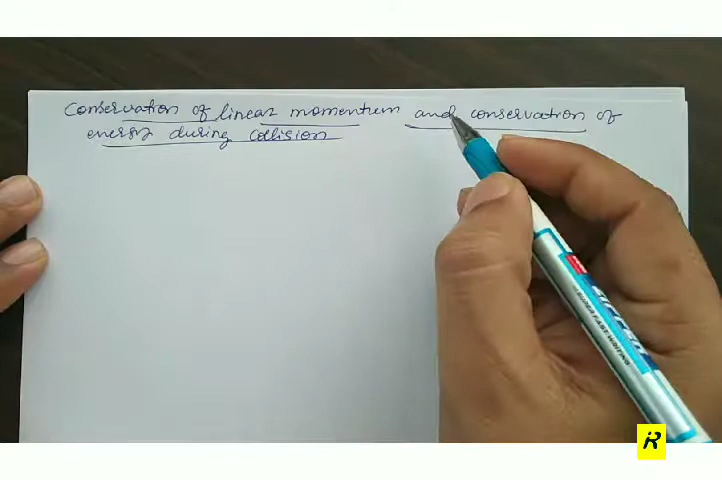 Conservation of linear momentum and conservation of
energy during Collision